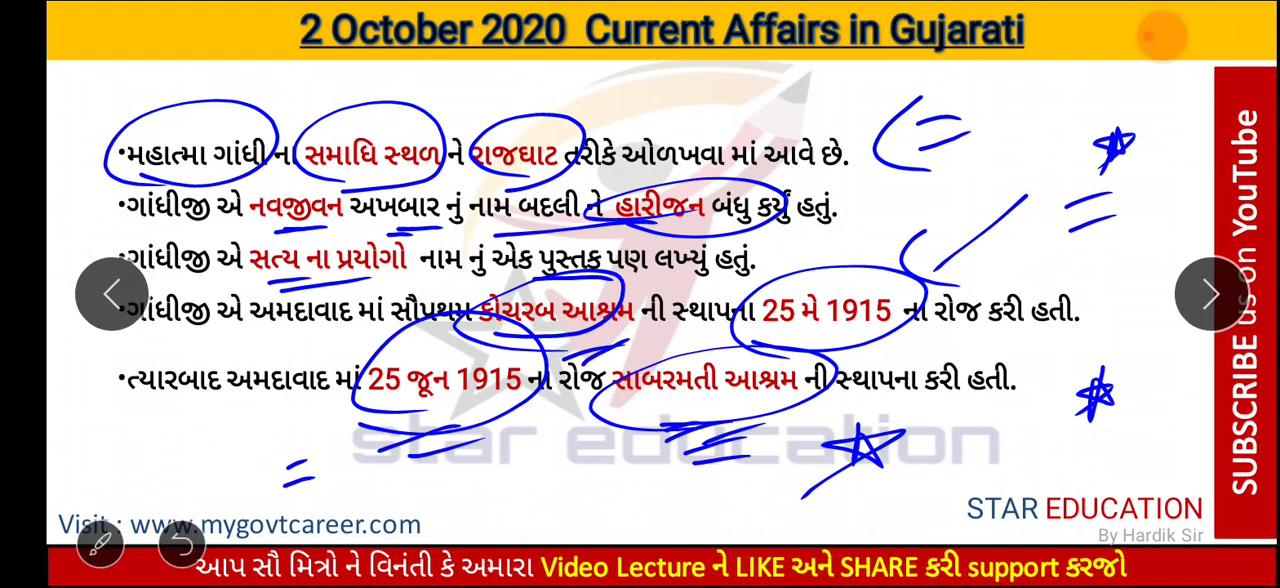 2 October 2020 Current Affairs in Gujarati
•મહાત્મા ગાંધી ના સમાધિ સ્થળ ને રાજઘાટ તરીકે ઓળખવા માં આવે છે.
•ગાંધીજી એ નવજીવન અખબાર નું નામ બદલી ને હારીજન બંધુ કર્યું હતું.
•ગાંધીજી એ સત્ય ના પ્રયોગો નામ નું એક પુસ્તક પણ લખ્યું હતું.
•ગાંધીજી એ અમદાવાદ માં સૌપ્રથમ કોચરબ આશ્રમ ની સ્થાપના 25 મે 1915 ના રોજ કરી હતી.
•ત્યારબાદ અમદાવાદ માં 25 જૂન 1915 ના રોજ સાબરમતી આશ્રમ ની સ્થાપના કરી હતી.
star education
STAR EDUCATION
By Hardik Sir
Visit : www.mygovtcareer.com
આપ સૌ મિત્રો ને વિનંતી કે અમારા Video Lecture ને LIKE અને SHARE કરી support કરજો
SUBSCRIBE us on YouTube